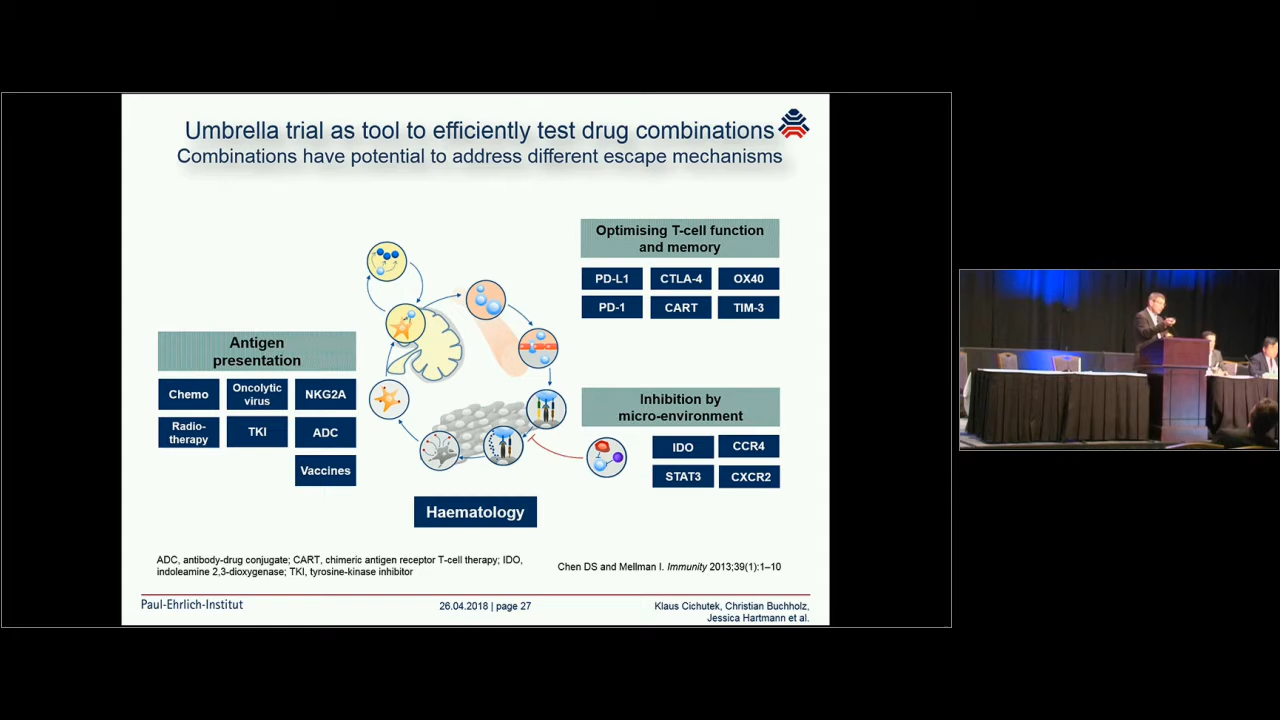 Umbrella trial as tool to efficiently test drug combinations
Combinations have potential to address different escape mechanisms
Optimising T-cell function
and memory
PD-L1 CTLA-4 OX40
PD-1 CART TIM-3
Antigen
presentation
Chemo
Oncolytic
virus
NKG2A
Radio-
therapy
TKI
ADC
Vaccines
Inhibition by
micro-environment
IDO CCR4
STAT3 CXCR2
Haematology
ADC, antibody-drug conjugate; CART, chimeric antigen receptor T-cell therapy; IDO,
indoleamine 2,3-dioxygenase; TKI, tyrosine-kinase inhibitor
Chen DS and Mellman I. Immunity 2013;39(1):1–10
Paul-Ehrlich-Institut
26.04.2018 | page 27
Klaus Cichutek, Christian Buchholz,
Jessica Hartmann et al.